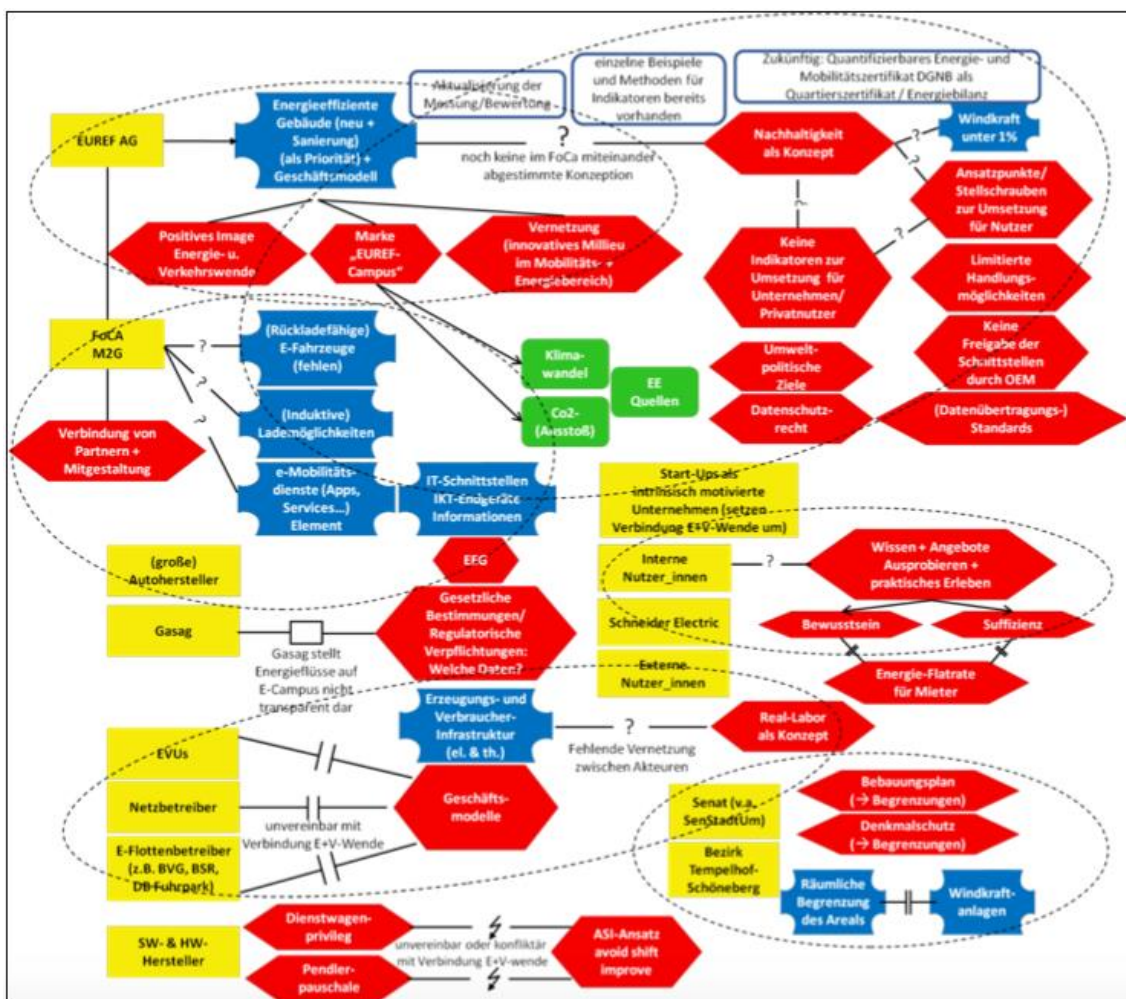 Aktualisierung der
Messung/Bewertung
einzelne Beispiele
und Methoden für
Indikatoren bereits
vorhanden
Zukünftig: Quantifizierbares Energie- und
Mobilitätszertifikat DGNB als
Quartierszertifikat / Energiebilanz
EUREF AG
Energieeffiziente
Gebäude (neu +
Sanierung)
(als Priorität) +
Geschäftsmodell
?
noch keine im FoCa miteinander
abgestimmte Konzeption
Nachhaltigkeit
als Konzept
?
Windkraft
unter 1%
?
Ansatzpunkte/
Stellschrauben
zur Umsetzung
für Nutzer
?
?
Positives Image
Energie- u.
Verkehrswende
Marke
„EUREF-
Campus“
Vernetzung
(innovatives Millieu
im Mobilitäts- +
Energiebereich)
Keine
Indikatoren zur
Umsetzung für
Unternehmen/
Privatnutzer
Limitierte
Handlungs-
möglichkeiten
FoCA
M2G
?
?
?
(Rückladefähige)
E-Fahrzeuge
(fehlen)
Klima-
wandel
EE
Quellen
Co2-
(Ausstoß)
Umwelt-
politische
Ziele
Keine
Freigabe der
Schnittstellen
durch OEM
Verbindung von
Partnern +
Mitgestaltung
(Induktive)
Lademöglichkeiten
Datenschutz-
recht
(Datenübertragungs-)
Standards
e-Mobilitäts-
dienste (Apps,
Services...)
Element
IT-Schnittstellen
IKT-Endgeräte
Informationen
Start-Ups als
intrinsisch motivierte
Unternehmen (setzen
Verbindung E+V-Wende um)
(große)
Autohersteller
EEG
Interne
Nutzer_innen
?
Wissen + Angebote
Ausprobieren +
praktisches Erleben
Gasag
Gasag stellt
Energieflüsse auf
E-Campus nicht
transparent dar
Gesetzliche
Bestimmungen/
Regulatorische
Verpflichtungen:
Welche Daten?
Schneider Electric
Bewusstsein
Suffizienz
Externe
Nutzer_innen
Energie-Flatrate
für Mieter
Erzeugungs- und
Verbraucher-
Infrastruktur
(el. & th.)
?
Fehlende Vernetzung
zwischen Akteuren
Real-Labor
als Konzept
EVUs
Netzbetreiber
unvereinbar mit
Verbindung E+V-Wende
Geschäfts-
modelle
E-Flottenbetreiber
(z.B. BVG, BSR,
DB Fuhrpark)
Senat (v.a.
SenStadtUm)
Bebauungsplan
(→ Begrenzungen)
Denkmalschutz
(→ Begrenzungen)
Bezirk
Tempelhof-
Schöneberg
Räumliche
Begrenzung
des Areals
Windkraft-
anlagen
SW- & HW-
Hersteller
Dienstwagen-
privileg
unvereinbar oder konfliktär
mit Verbindung E+V-wende
Pendler-
pauschale
ASI-Ansatz
avoid shift
improve